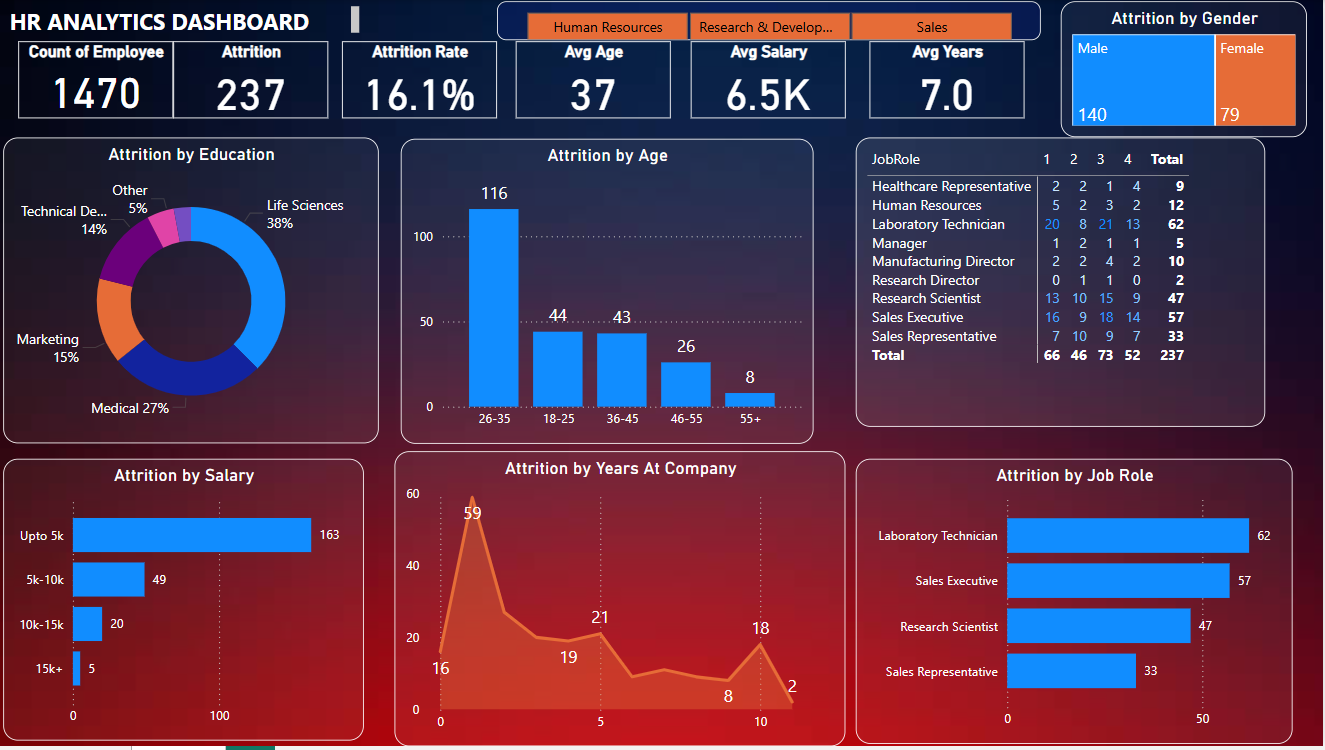 HR ANALYTICS DASHBOARD
Human Resources
Research & Develop...
Sales
Count of Employee
1470
Attrition
237
Attrition Rate
16.1%
Avg Age
37
Avg Salary
6.5K
Avg Years
7.0
Attrition by Gender
Male
140
Female
79
Attrition by Education
Other
5%
Life Sciences
38%
Technical De...
14%
Marketing
15%
Medical 27%
Attrition by Age
116
100
44
43
50
26
8
0
26-35 18-25 36-45 46-55 55+
JobRole 1 2 3 4 Total
Healthcare Representative 2 2 1 4 9
Human Resources 5 2 3 2 12
Laboratory Technician 20 8 21 13 62
Manager 1 2 1 1 5
Manufacturing Director 2 2 4 2 10
Research Director 0 1 1 0 2
Research Scientist 13 10 15 9 47
Sales Executive 16 9 18 14 57
Sales Representative 7 10 9 7 33
Total 66 46 73 52 237
Attrition by Salary
Upto 5k 163
5k-10k 49
10k-15k 20
15k+ 5
0 100
Attrition by Years At Company
60
59
40
21
20
18
19
16
8
2
0
0 5 10
Attrition by Job Role
Laboratory Technician 62
Sales Executive 57
Research Scientist 47
Sales Representative 33
0 50